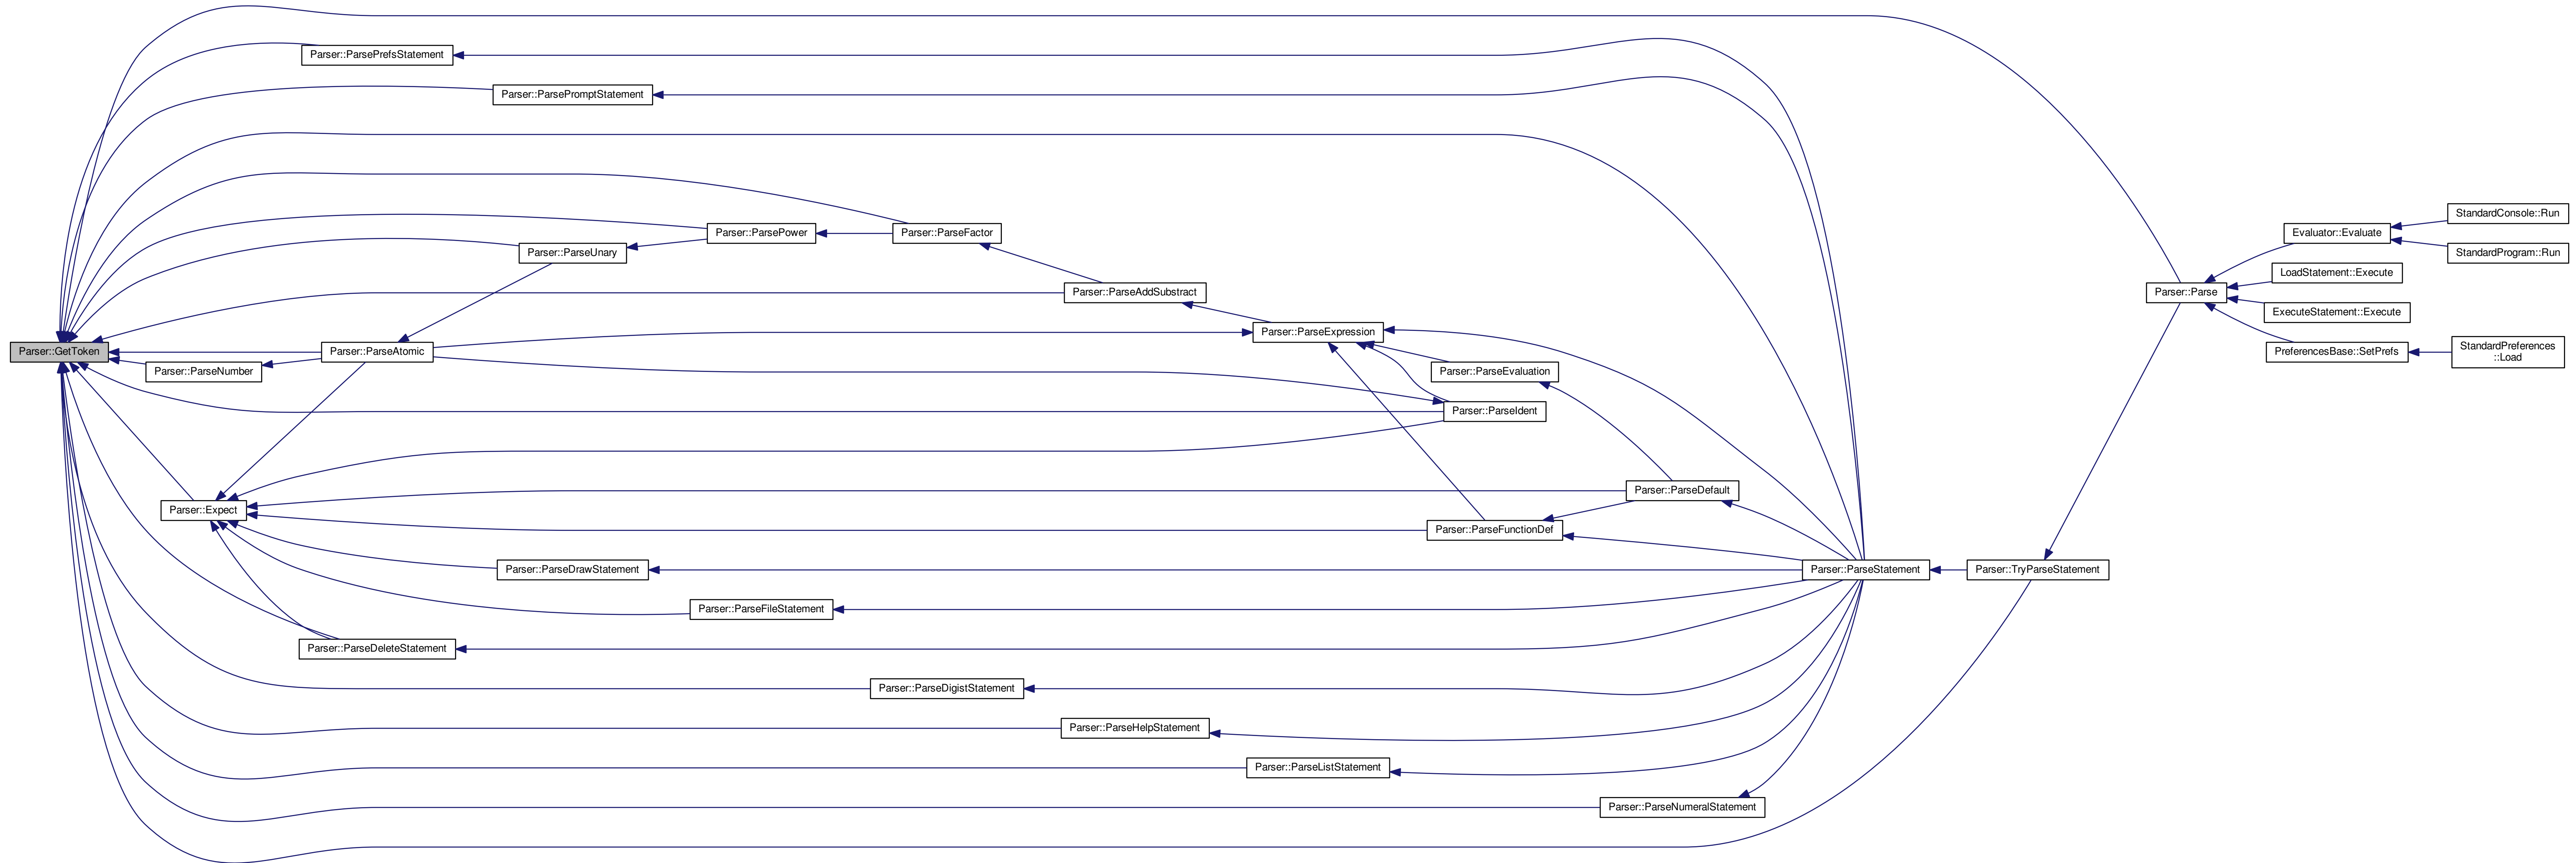 Parser::ParsePrefsStatement
Parser::ParsePromptStatement
StandardConsole::Run
Parser::ParsePower
Parser::ParseFactor
Evaluator::Evaluate
Parser::ParseUnary
StandardProgram::Run
LoadStatement::Execute
Parser::ParseAddSubstract
Parser::Parse
ExecuteStatement::Execute
Parser::ParseExpression
Parser::GetToken
Parser::ParseAtomic
PreferencesBase::SetPrefs
StandardPreferences
::Load
Parser::ParseNumber
Parser::ParseEvaluation
Parser::ParseIdent
Parser::ParseDefault
Parser::Expect
Parser::ParseFunctionDef
Parser::ParseDrawStatement
Parser::ParseStatement
Parser::TryParseStatement
Parser::ParseFileStatement
Parser::ParseDeleteStatement
Parser::ParseDigistStatement
Parser::ParseHelpStatement
Parser::ParseListStatement
Parser::ParseNumeralStatement